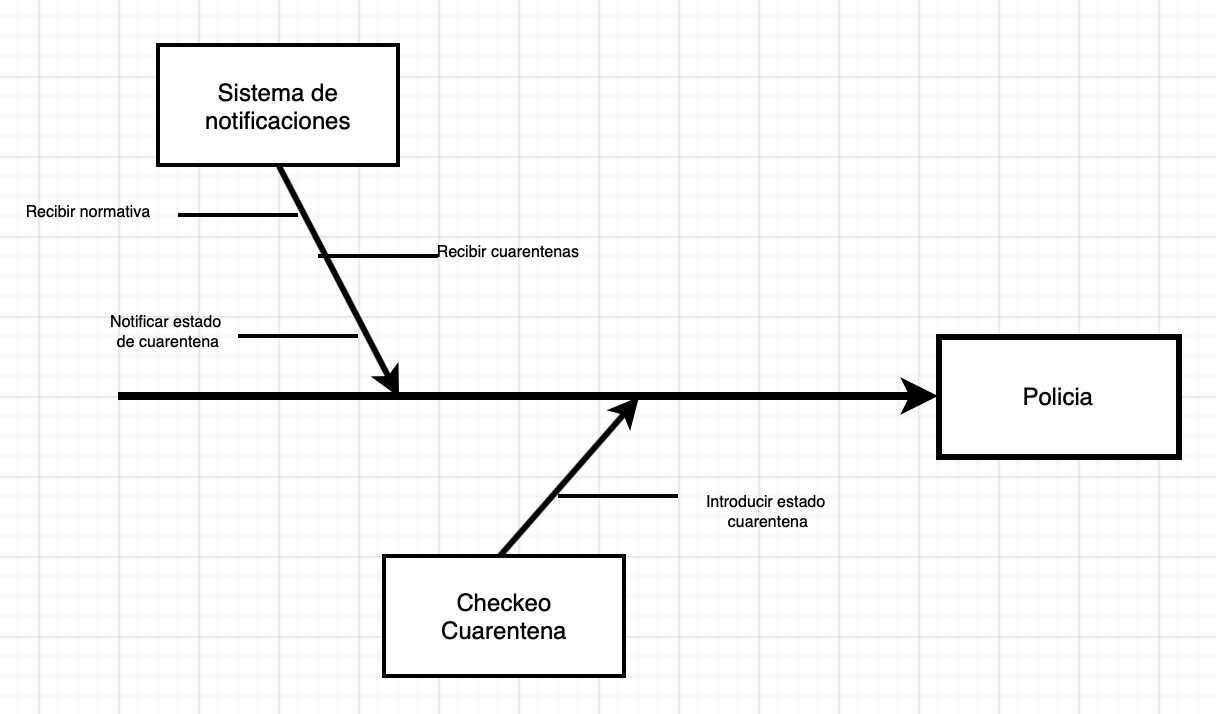 Sistema de
notificaciones
Recibir normativa
Recibir cuarentenas
Notificar estado
de cuarentena
Policia
Introducir estado
cuarentena
Checkeo
Cuarentena